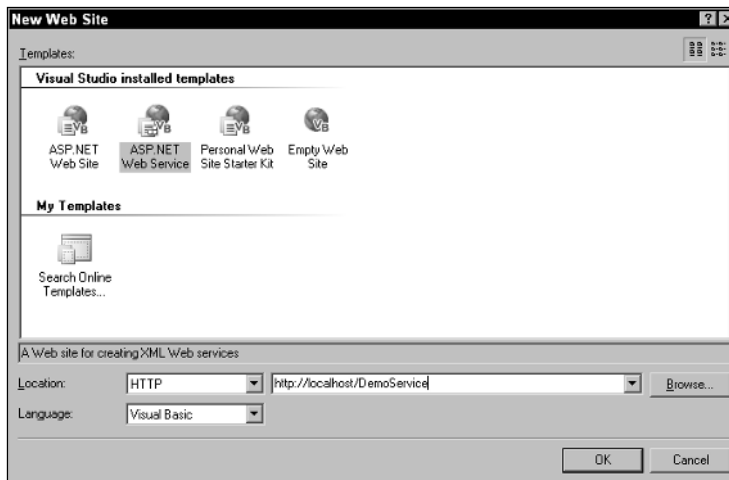 New Web Site
Templates:
Visual Studio installed templates
ASP.NET Web Site
ASP.NET Web Service
Personal Web Site Starter Kit
Empty Web Site
My Templates
Search Online Templates...
A Web site for creating XML Web services
Location: HTTP http://localhost/DemoService Browse...
Language: Visual Basic
OK Cancel